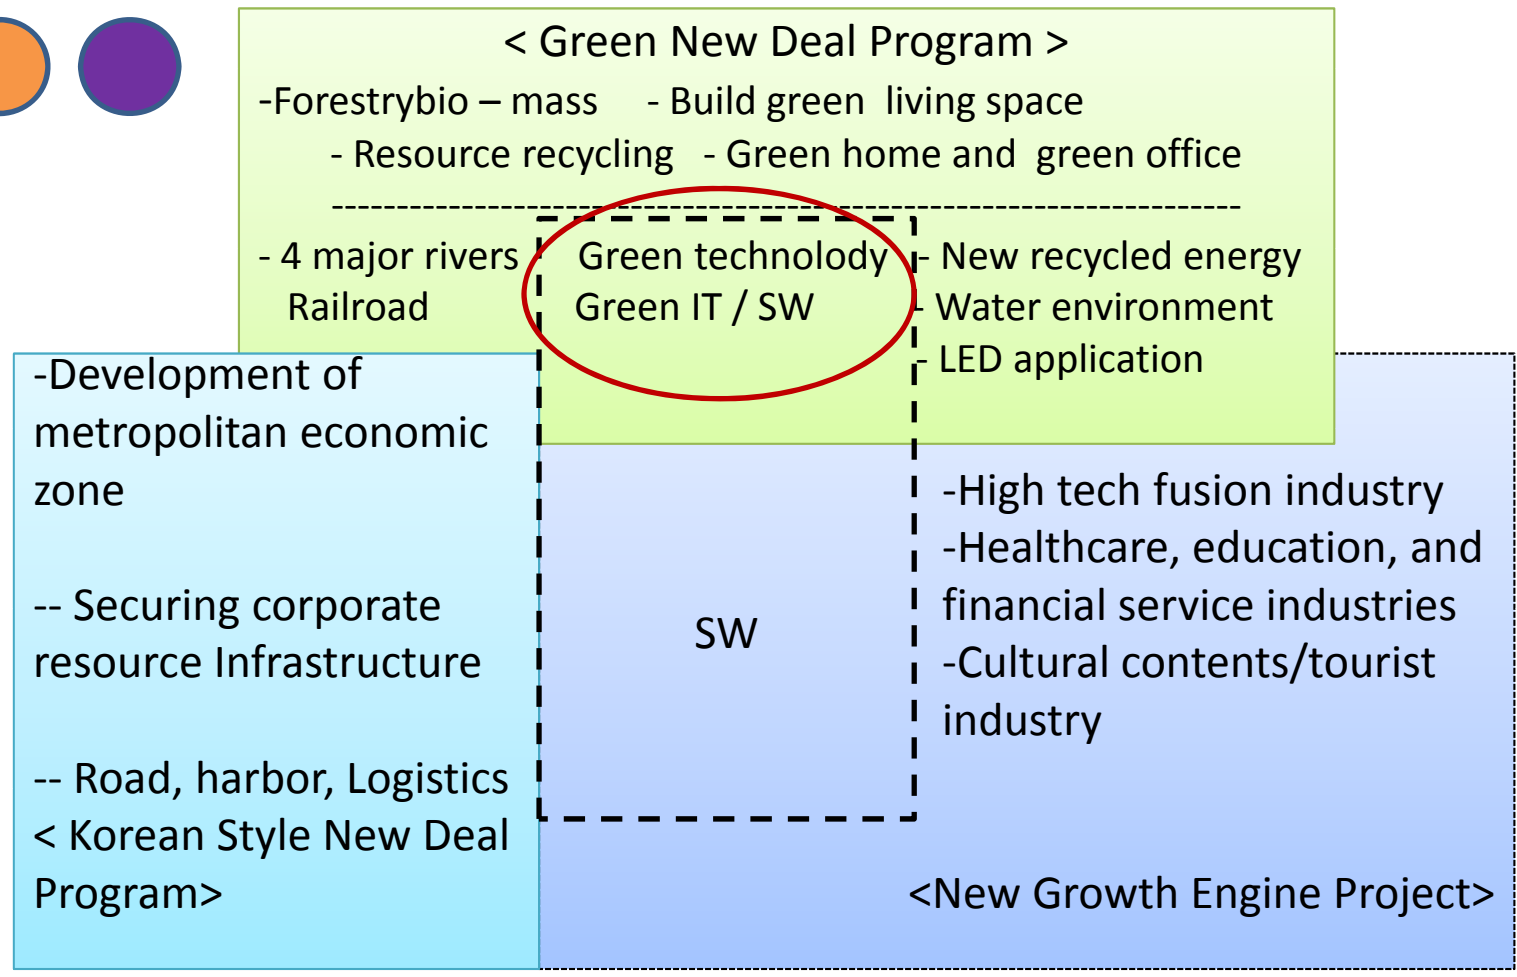 < Green New Deal Program >
-Forestrybio – mass - Build green living space
- Resource recycling - Green home and green office
----------------------------------------------------------------------
- 4 major rivers
Railroad
Green technolody
Green IT / SW
- New recycled energy
- Water environment
- LED application
-Development of
metropolitan economic
zone
-- Securing corporate
resource Infrastructure
-- Road, harbor, Logistics
< Korean Style New Deal
Program>
SW
-High tech fusion industry
-Healthcare, education, and
financial service industries
-Cultural contents/tourist
industry
<New Growth Engine Project>